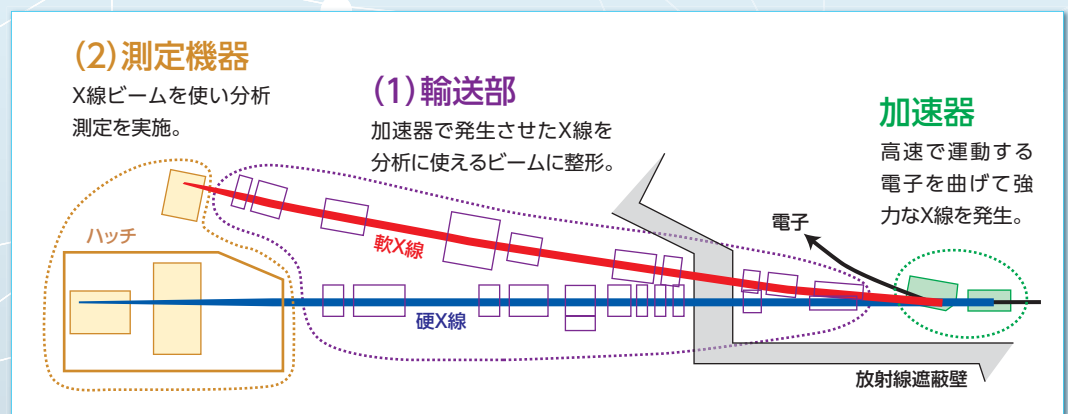 (2)測定機器
X線ビームを使い分析
測定を実施。
(1)輸送部
加速器で発生させたX線を
分析に使えるビームに整形。
加速器
高速で運動する
電子を曲げて強
力なX線を発生。
電子
ハッチ
軟X線
硬X線
放射線遮蔽壁